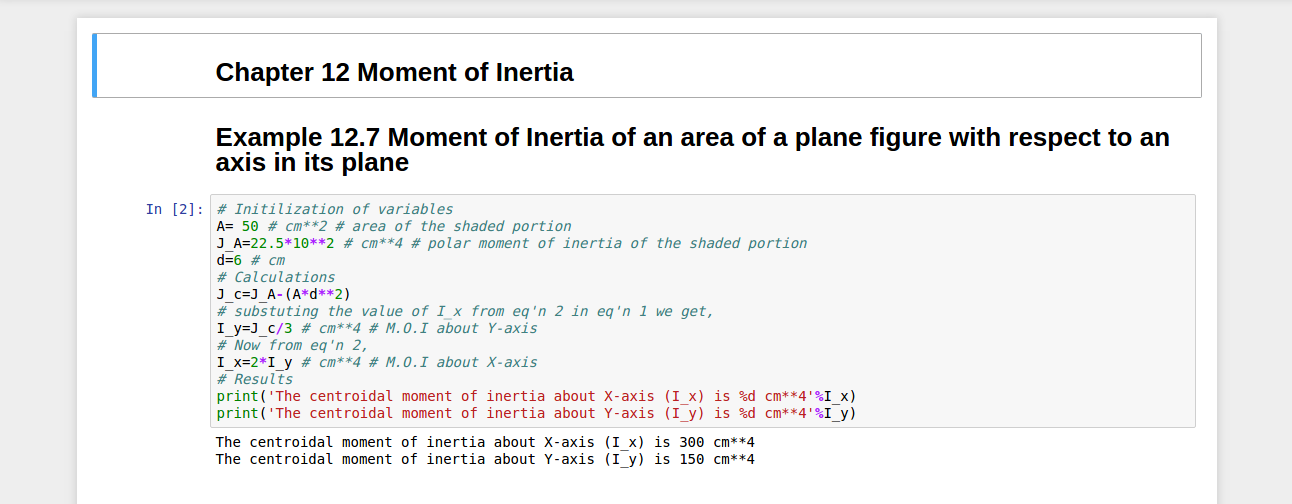 Chapter 12 Moment of Inertia
Example 12.7 Moment of Inertia of an area of a plane figure with respect to an
axis in its plane
In [2]:
# Initilization of variables
A= 50 # cm**2 # area of the shaded portion
J_A=22.5*10**2 # cm**4 # polar moment of inertia of the shaded portion
d=6 # cm
# Calculations
J_c=J_A-(A*d**2)
# substuting the value of I_x from eq'n 2 in eq'n 1 we get,
I_y=J_c/3 # cm**4 # M.O.I about Y-axis
# Now from eq'n 2,
I_x=2*I_y # cm**4 # M.O.I about X-axis
# Results
print('The centroidal moment of inertia about X-axis (I_x) is %d cm**4'%I_x)
print('The centroidal moment of inertia about Y-axis (I_y) is %d cm**4'%I_y)
The centroidal moment of inertia about X-axis (I_x) is 300 cm**4
The centroidal moment of inertia about Y-axis (I_y) is 150 cm**4